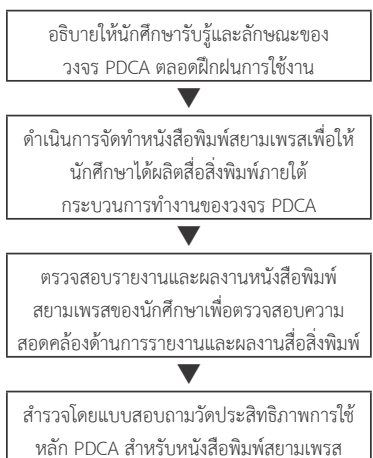 อธิบายให้นักศึกษารับรู้และลักษณะของ
วงจร PDCA ตลอดฝึกฝนการใช้งาน
ดำเนินการจัดทำหนังสือพิมพ์สยามเพรสเพื่อให้
นักศึกษาได้ผลิตสื่อสิ่งพิมพ์ภายใต้
กระบวนการทำงานของวงจร PDCA
ตรวจสอบรายงานและผลงานหนังสือพิมพ์
สยามเพรสของนักศึกษาเพื่อตรวจสอบความ
สอดคล้องด้านการรายงานและผลงานสื่อสิ่งพิมพ์
สำรวจโดยแบบสอบถามวัดประสิทธิภาพการใช้
หลัก PDCA สำหรับหนังสือพิมพ์สยามเพรส